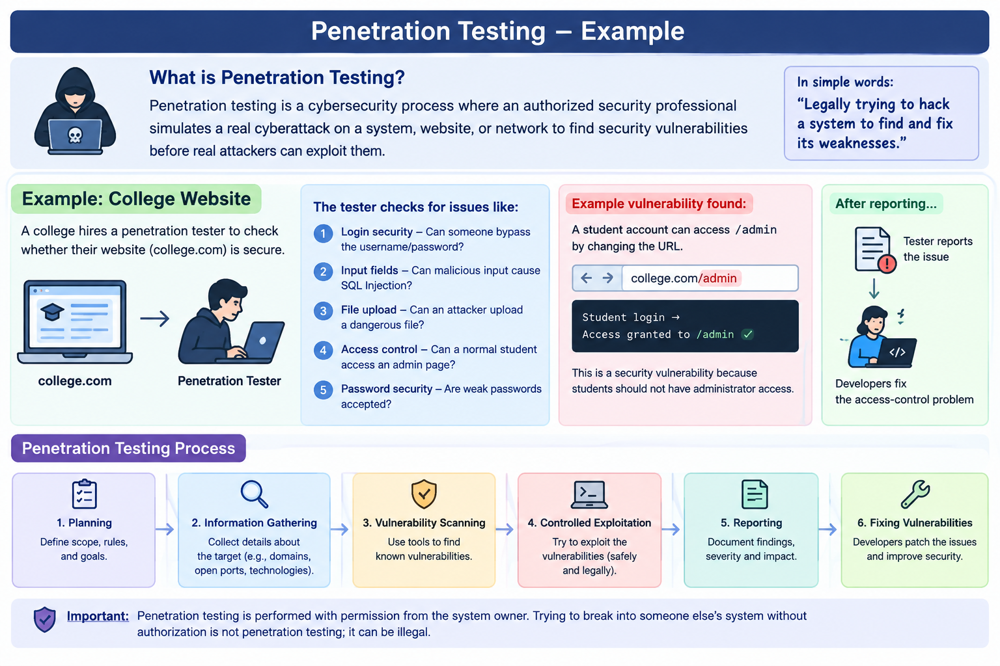 Penetration Testing – Example
What is Penetration Testing?
Penetration testing is a cybersecurity process where an authorized security professional
simulates a real cyberattack on a system, website, or network to find security vulnerabilities
before real attackers can exploit them.
In simple words:
“Legally trying to hack
a system to find and fix
its weaknesses.”
Example: College Website
A college hires a penetration tester to check
whether their website (college.com) is secure.
college.com
Penetration Tester
The tester checks for issues like:
1 Login security – Can someone bypass
the username/password?
2 Input fields – Can malicious input cause
SQL Injection?
3 File upload – Can an attacker upload
a dangerous file?
4 Access control – Can a normal student
access an admin page?
5 Password security – Are weak passwords
accepted?
Example vulnerability found:
A student account can access /admin
by changing the URL.
← → college.com/admin
Student login →
Access granted to /admin ✓
This is a security vulnerability because
students should not have administrator access.
After reporting...
Tester reports
the issue
</>
Developers fix
the access-control problem
Penetration Testing Process
1. Planning
Define scope, rules,
and goals.
2. Information Gathering
Collect details about
the target (e.g., domains,
open ports, technologies).
3. Vulnerability Scanning
Use tools to find
known vulnerabilities.
4. Controlled Exploitation
Try to exploit the
vulnerabilities (safely
and legally).
5. Reporting
Document findings,
severity and impact.
6. Fixing Vulnerabilities
Developers patch the issues
and improve security.
Important: Penetration testing is performed with permission from the system owner. Trying to break into someone else’s system without
authorization is not penetration testing; it can be illegal.